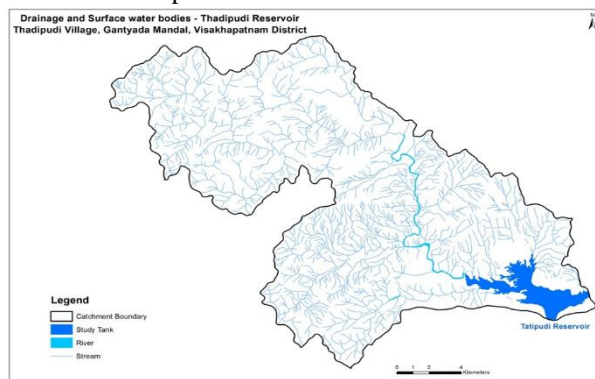 Drainage and Surface water bodies - Thadipudi Reservoir
Thadipudi Village, Gantyada Mandal, Visakhapatnam District
N
Tatipudi Reservoir
Legend
Catchment Boundary
Study Tank
River
Stream
0 1 2 4
Kilometers